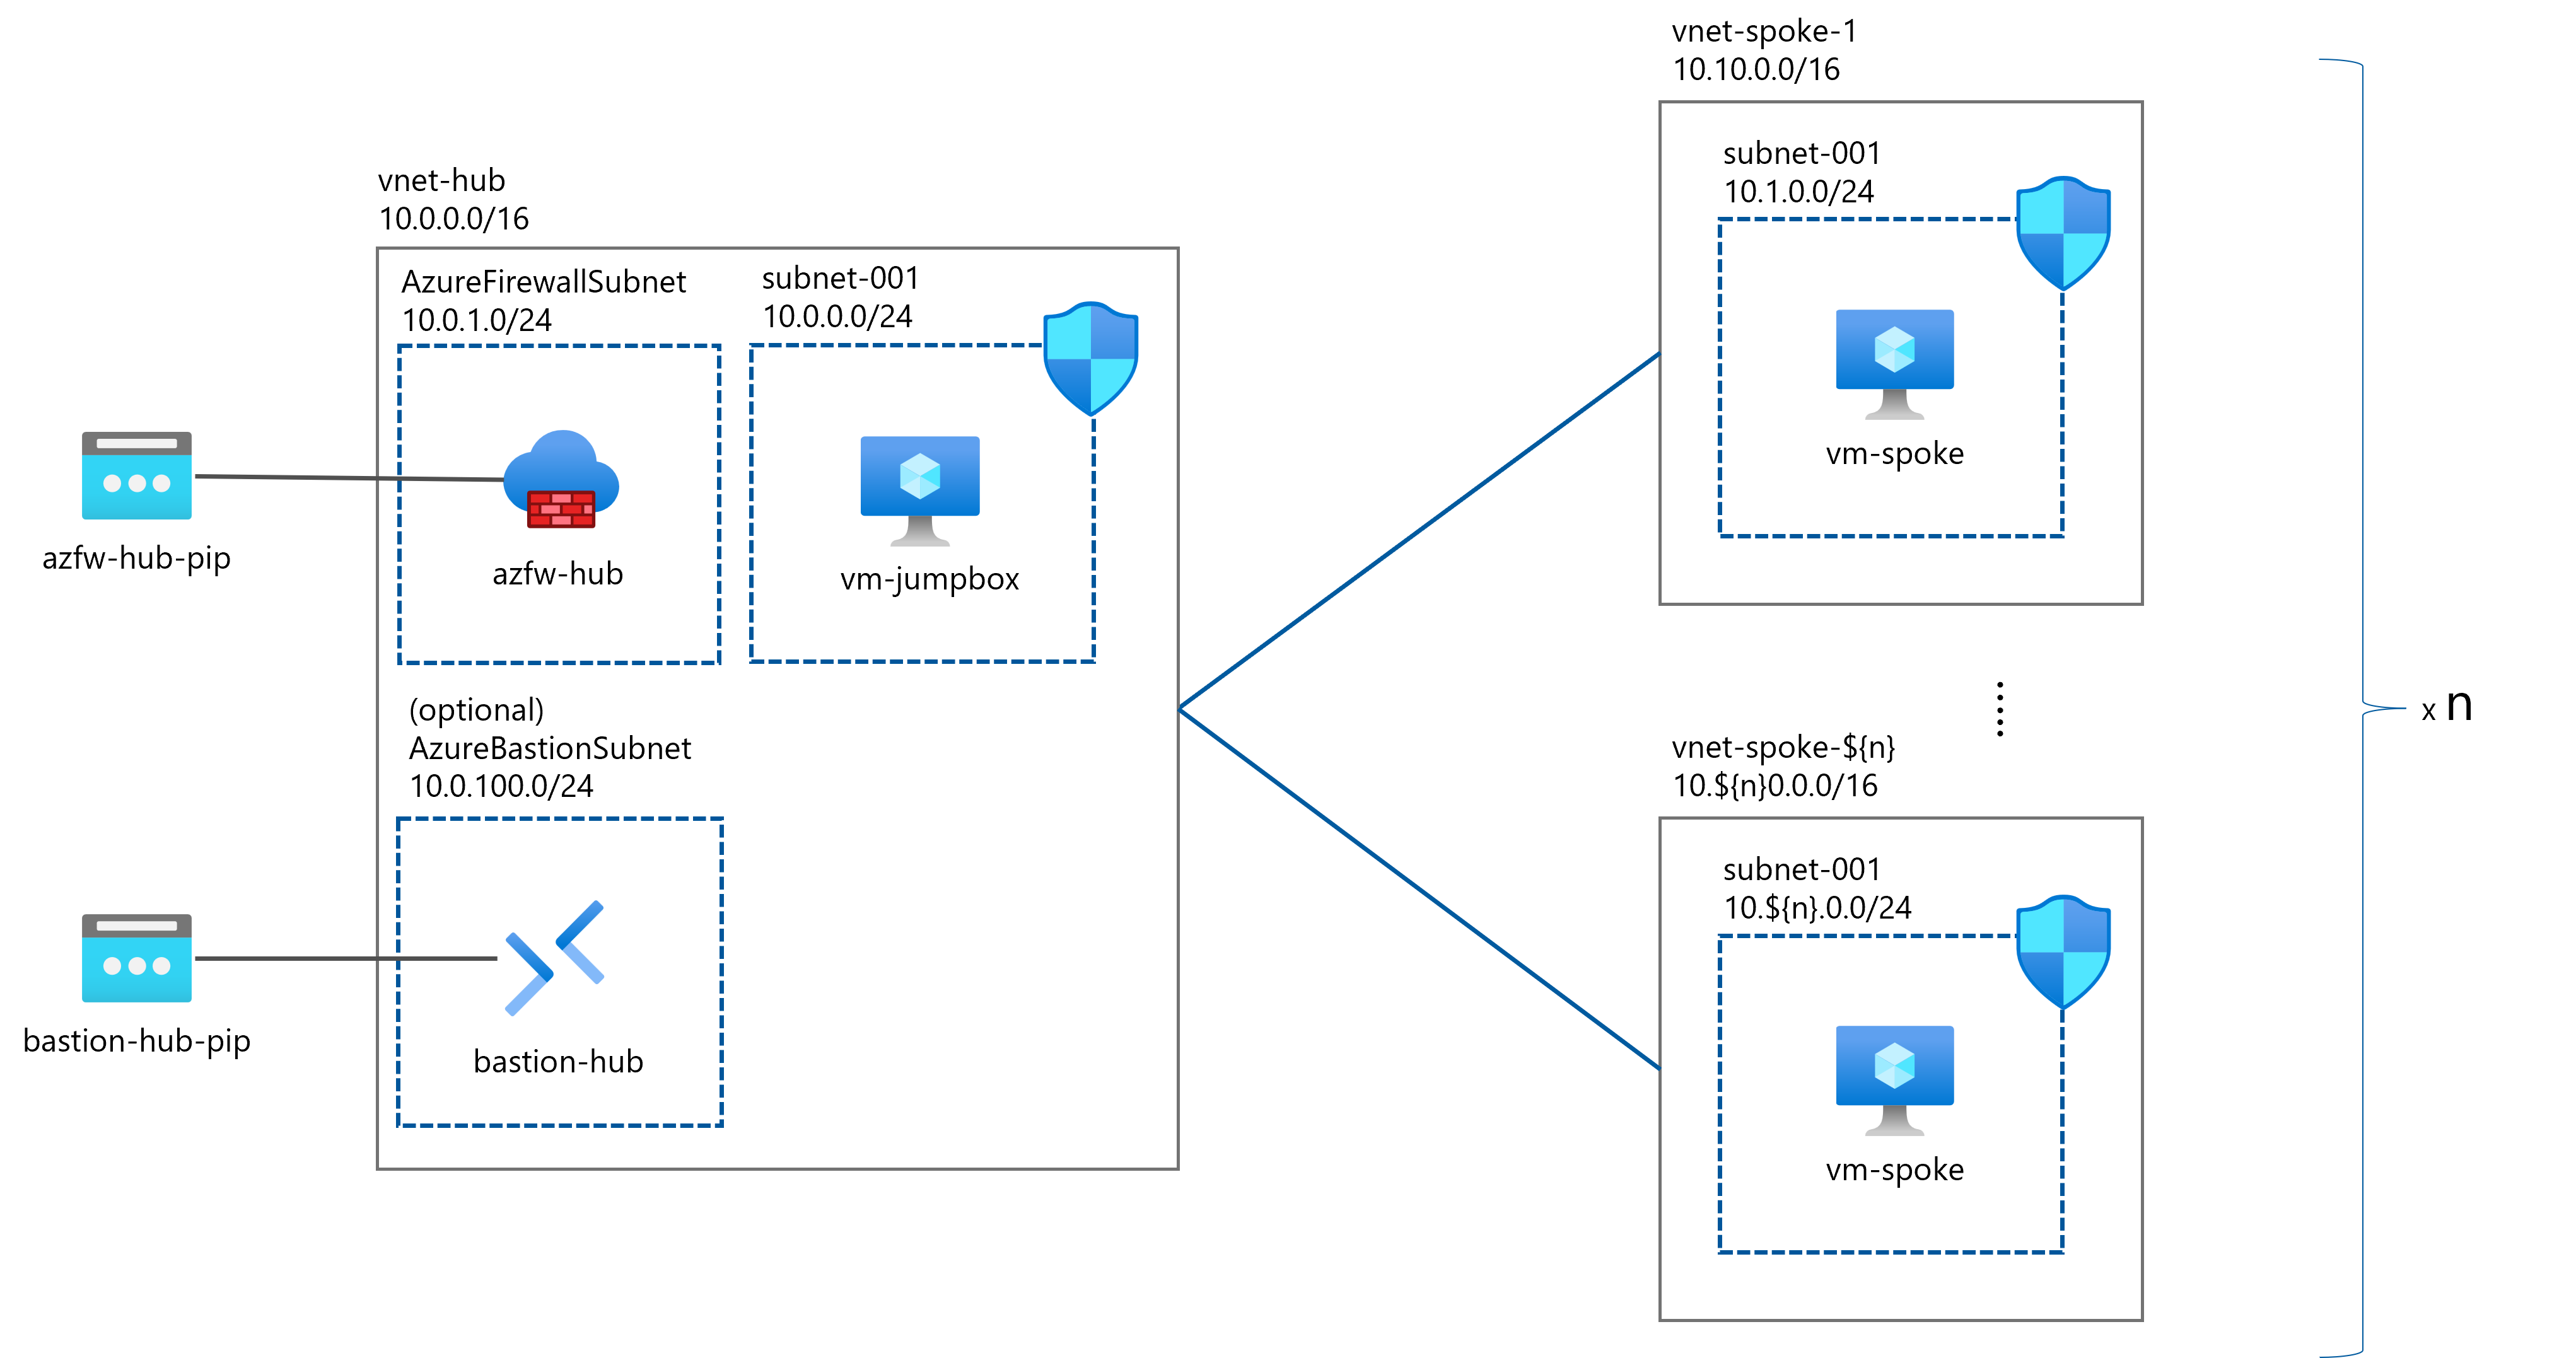 vnet-hub
10.0.0.0/16
AzureFirewallSubnet
10.0.1.0/24
subnet-001
10.0.0.0/24
azfw-hub-pip
azfw-hub
vm-jumpbox
(optional)
AzureBastionSubnet
10.0.100.0/24
bastion-hub-pip
bastion-hub
vnet-spoke-1
10.10.0.0/16
subnet-001
10.1.0.0/24
vm-spoke
vnet-spoke-${n}
10.${n}0.0.0/16
subnet-001
10.${n}.0.0/24
vm-spoke
x n